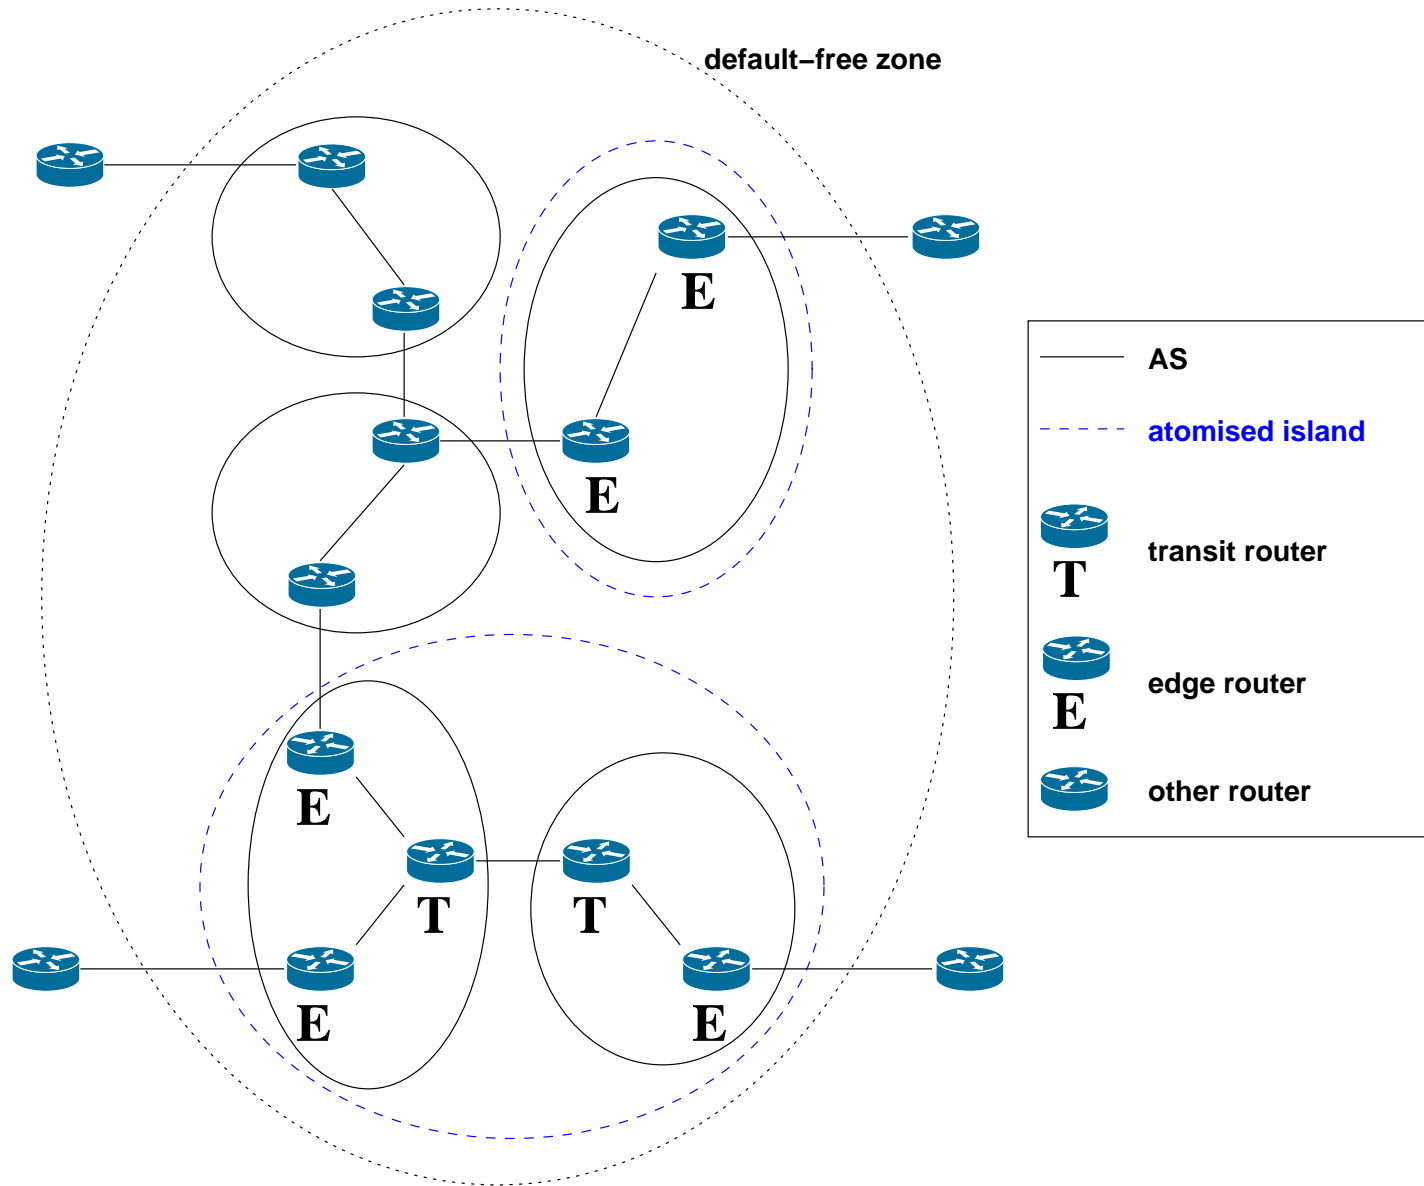 default–free zone
E
E
E
T
T
E
E
AS
atomised island
transit router
T
edge router
E
other router